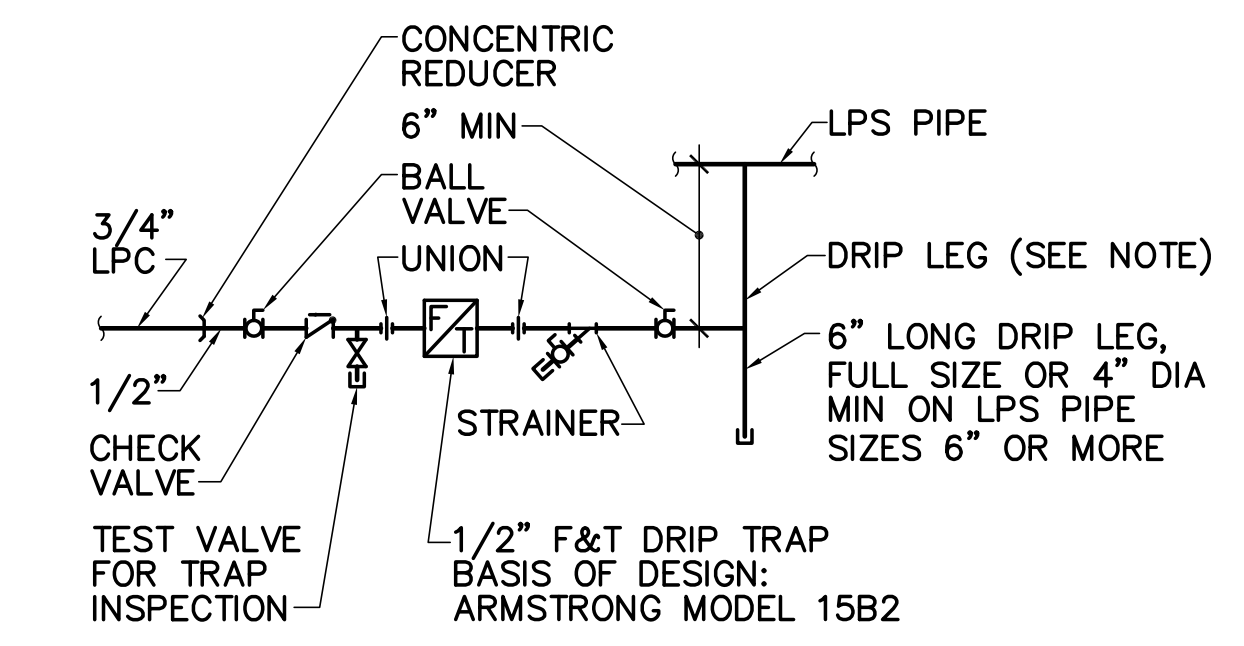 CONCENTRIC
REDUCER
6” MIN
LPS PIPE
BALL
VALVE
3/4”
LPC
UNION
DRIP LEG (SEE NOTE)
F
T
6” LONG DRIP LEG,
FULL SIZE OR 4” DIA
MIN ON LPS PIPE
SIZES 6” OR MORE
1/2”
STRAINER
CHECK
VALVE
TEST VALVE
FOR TRAP
INSPECTION
1/2” F&T DRIP TRAP
BASIS OF DESIGN:
ARMSTRONG MODEL 15B2